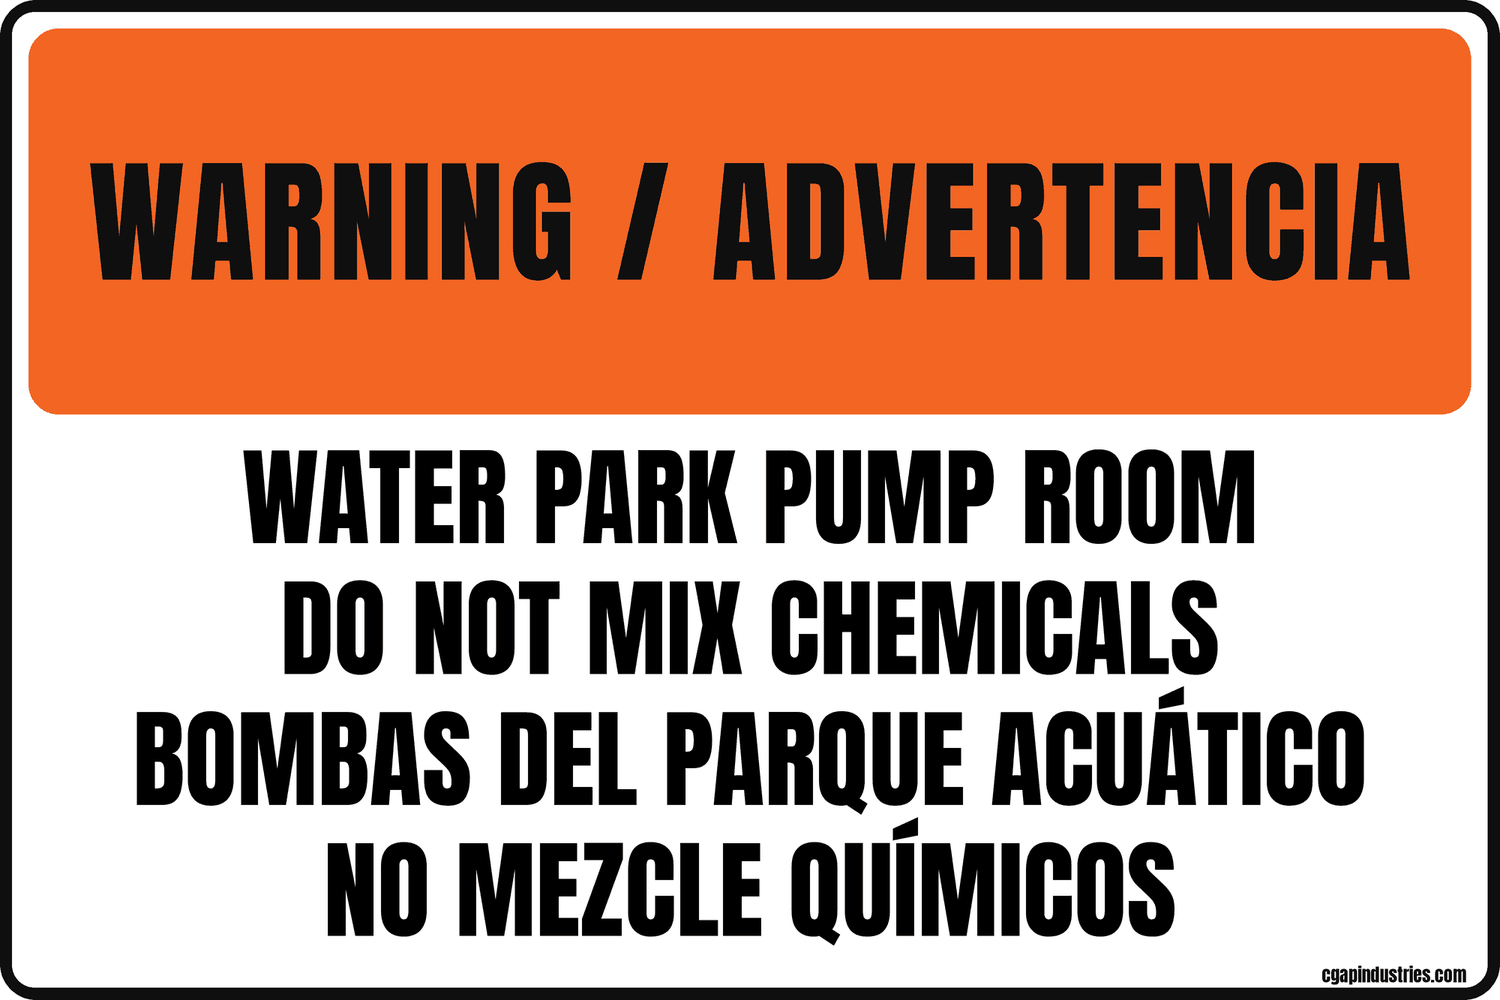 WARNING / ADVERTENCIA
WATER PARK PUMP ROOM
DO NOT MIX CHEMICALS
BOMBAS DEL PARQUE ACUÁTICO
NO MEZCLE QUÍMICOS
cgapindustries.com